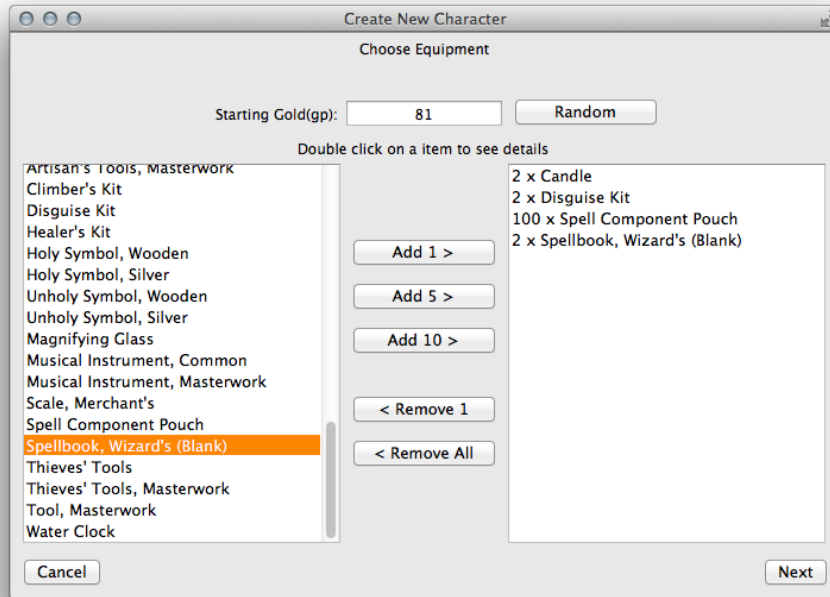 Create New Character
Choose Equipment
Starting Gold(gp): 81 Random
Double click on a item to see details
Artisan's Tools, Masterwork
Climber's Kit
Disguise Kit
Healer's Kit
Holy Symbol, Wooden
Holy Symbol, Silver
Unholy Symbol, Wooden
Unholy Symbol, Silver
Magnifying Glass
Musical Instrument, Common
Musical Instrument, Masterwork
Scale, Merchant's
Spell Component Pouch
Spellbook, Wizard's (Blank)
Thieves' Tools
Thieves' Tools, Masterwork
Tool, Masterwork
Water Clock
Add 1 >
Add 5 >
Add 10 >
< Remove 1
< Remove All
2 x Candle
2 x Disguise Kit
100 x Spell Component Pouch
2 x Spellbook, Wizard's (Blank)
Cancel
Next